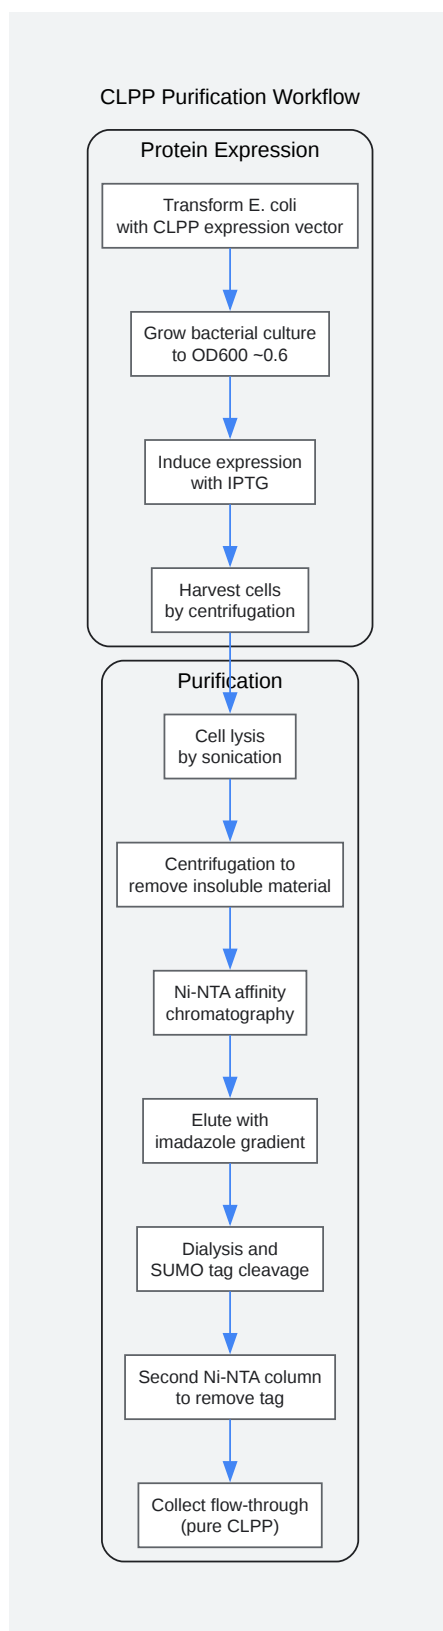 CLPP Purification Workflow
Protein Expression
Transform E. coli
with CLPP expression vector
Grow bacterial culture
to OD600 ~0.6
Induce expression
with IPTG
Harvest cells
by centrifugation
Purification
Cell lysis
by sonication
Centrifugation to
remove insoluble material
Ni-NTA affinity
chromatography
Elute with
imadazole gradient
Dialysis and
SUMO tag cleavage
Second Ni-NTA column
to remove tag
Collect flow-through
(pure CLPP)